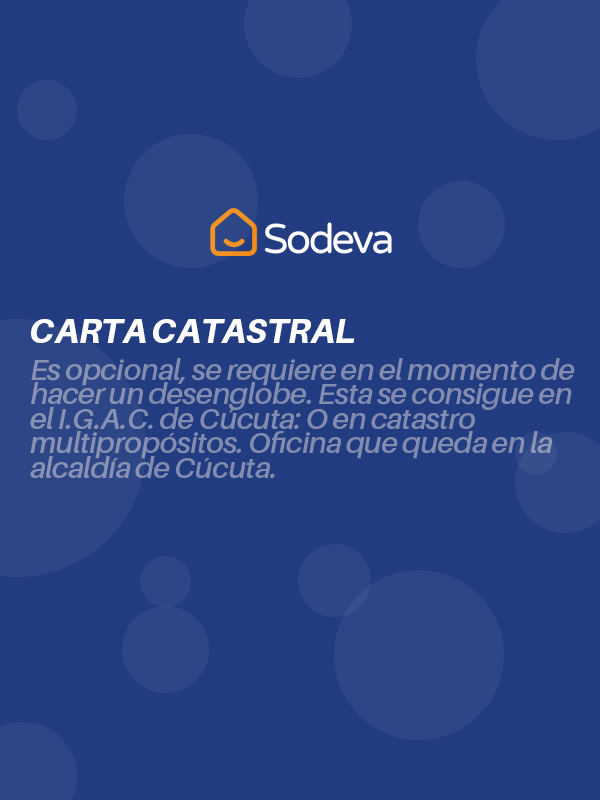 Sodeva
CARTA CATASTRAL
Es opcional, se requiere en el momento de
hacer un desenglobe. Esta se consigue en
el I.G.A.C. de Cúcuta: O en catastro
multipropósitos. Oficina que queda en la
alcaldía de Cúcuta.